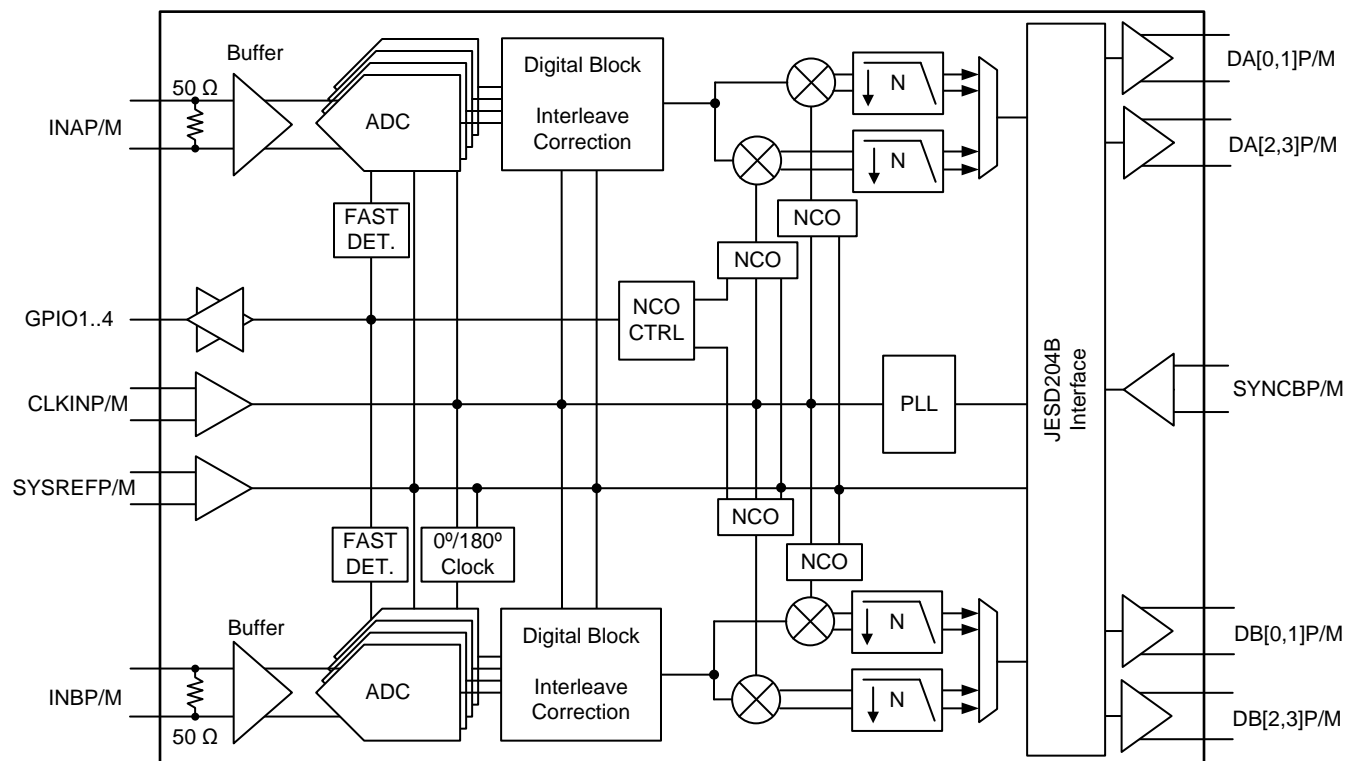 Buffer
50 Ω
INAP/M
ADC
Digital Block
Interleave
Correction
N
N
DA[0,1]P/M
DA[2,3]P/M
FAST
DET.
NCO
NCO
GPIO1..4
NCO
CTRL
CLKINP/M
PLL
JESD204B
Interface
SYNCBP/M
SYSREFP/M
FAST
DET.
0º/180º
Clock
NCO
NCO
Buffer
INBP/M
50 Ω
ADC
Digital Block
Interleave
Correction
N
N
DB[0,1]P/M
DB[2,3]P/M